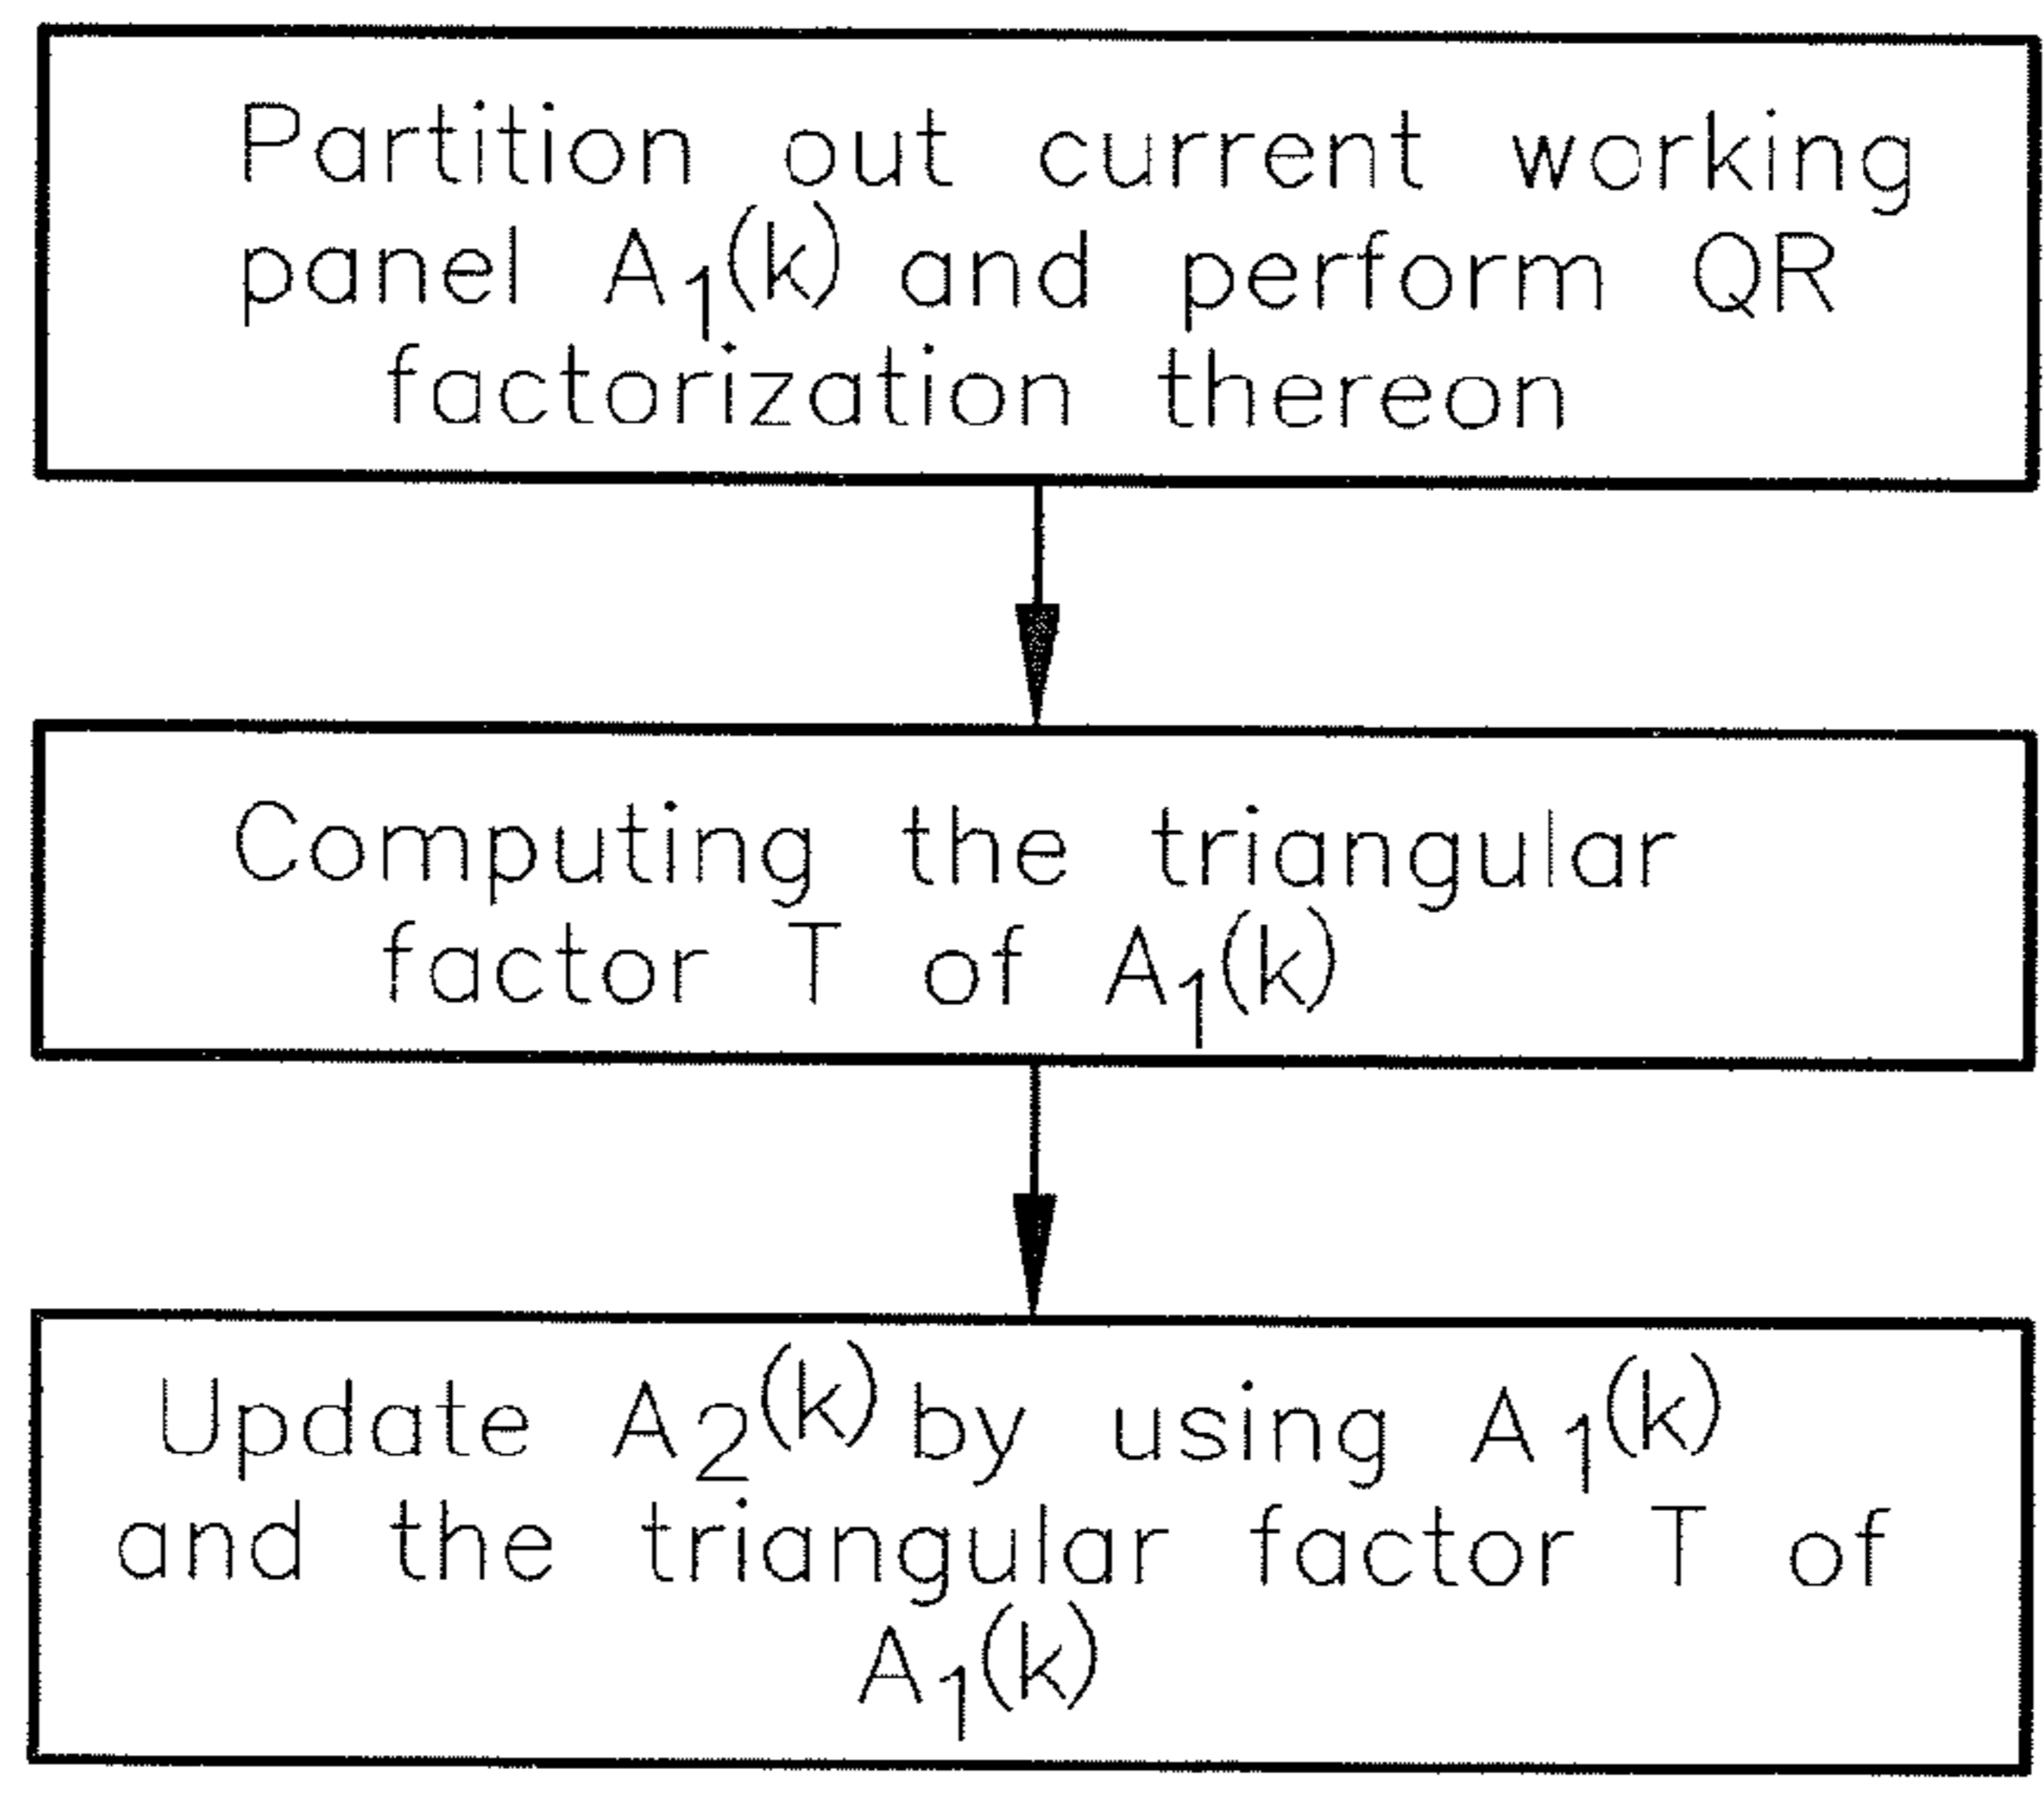 Partition out current working
panel A₁(k) and perform QR
factorization thereon
Computing the triangular
factor T of A₁(k)
Update A₂(k) by using A₁(k)
and the triangular factor T of
A₁(k)